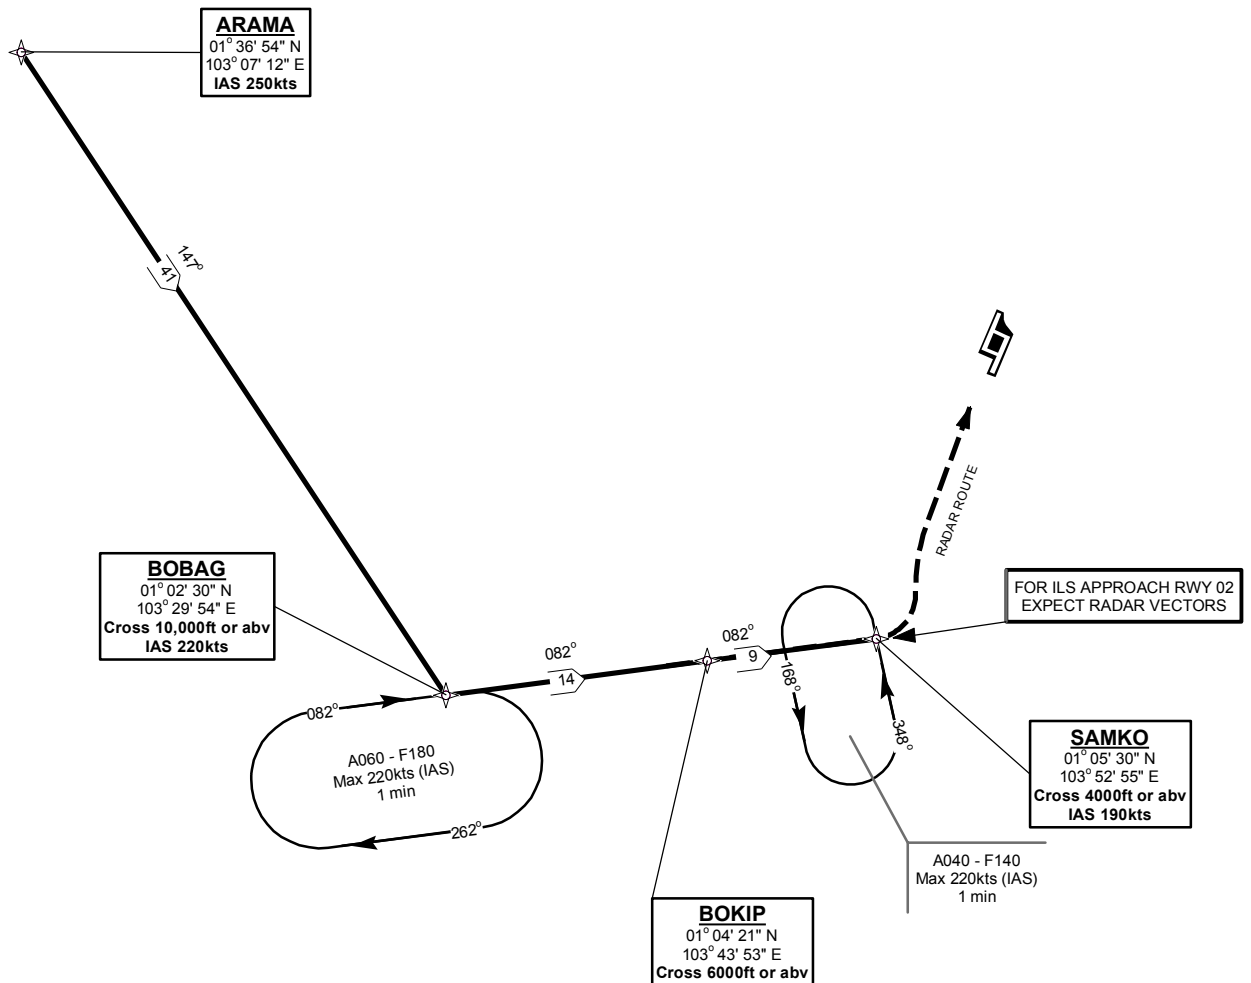 ARAMA
01° 36' 54" N
103° 07' 12" E
IAS 250kts
147°
41
RADAR ROUTE
BOBAG
01° 02' 30" N
103° 29' 54" E
Cross 10,000ft or abv
IAS 220kts
FOR ILS APPROACH RWY 02
EXPECT RADAR VECTORS
082°
14
082°
9
168°
348°
082°
A060 - F180
Max 220kts (IAS)
1 min
262°
SAMKO
01° 05' 30" N
103° 52' 55" E
Cross 4000ft or abv
IAS 190kts
A040 - F140
Max 220kts (IAS)
1 min
BOKIP
01° 04' 21" N
103° 43' 53" E
Cross 6000ft or abv